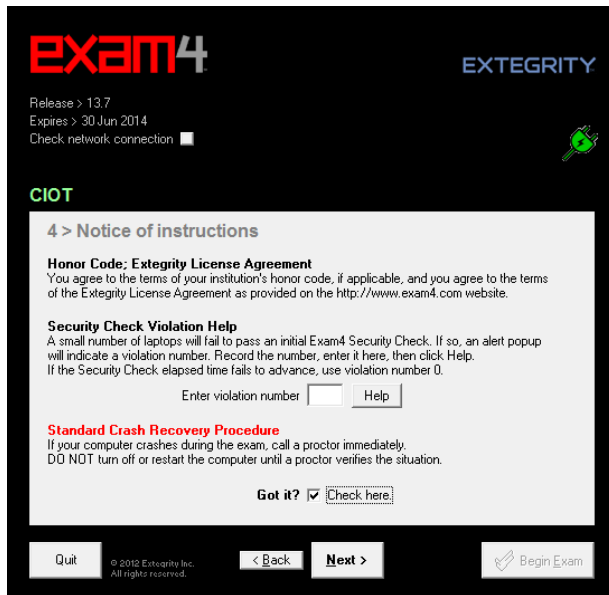 exam4
EXTEGRITY
Release > 13.7
Expires > 30 Jun 2014
Check network connection
CIOT
4 > Notice of instructions
Honor Code; Extegrity License Agreement
You agree to the terms of your institution's honor code, if applicable, and you agree to the terms
of the Extegrity License Agreement as provided on the http://www.exam4.com website.
Security Check Violation Help
A small number of laptops will fail to pass an initial Exam4 Security Check. If so, an alert popup
will indicate a violation number. Record the number, enter it here, then click Help.
If the Security Check elapsed time fails to advance, use violation number 0.
Enter violation number Help
Standard Crash Recovery Procedure
If your computer crashes during the exam, call a proctor immediately.
DO NOT turn off or restart the computer until a proctor verifies the situation.
Got it? Check here.
Quit
© 2012 Extegrity Inc.
All rights reserved.
< Back Next > Begin Exam